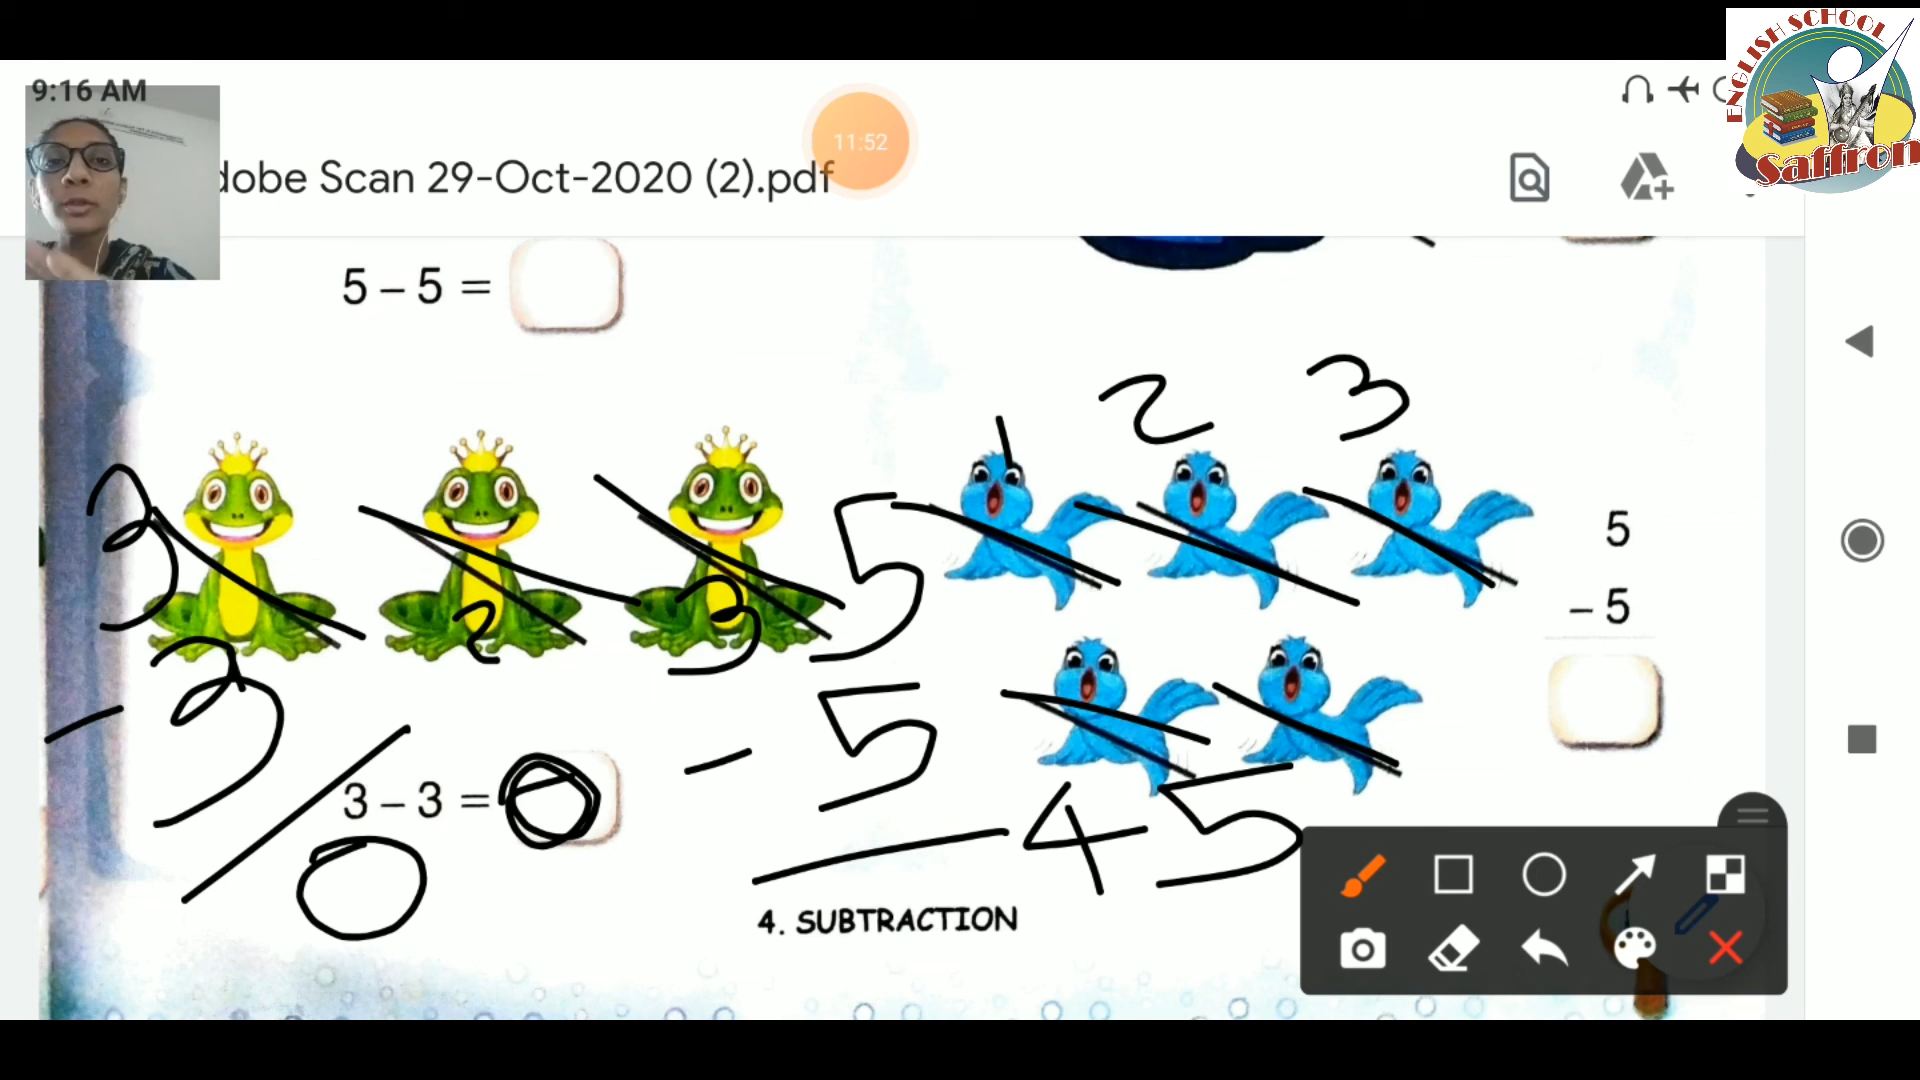 9:16 AM
11:52
dobe Scan 29-Oct-2020 (2).pdf
ENGLISH SCHOOL
Saffron
5 – 5 =
1 2 3
3
5
5
– 5
2 3
– 3
– 5
3 – 3 = 0
4 5
0
4. SUBTRACTION